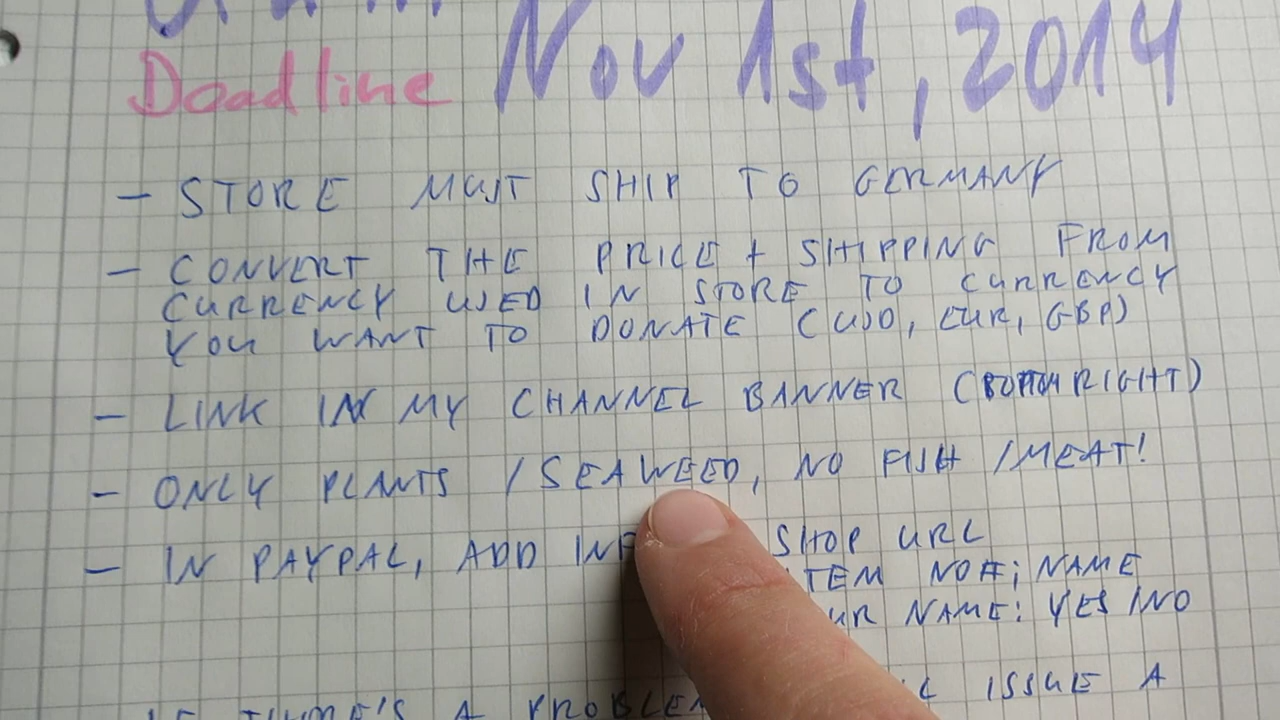 Deadline Nov 1st, 2014
- STORE MUST SHIP TO GERMANY
- CONVERT THE PRICE + SHIPPING FROM
CURRENCY USED IN STORE TO CURRENCY
YOU WANT TO DONATE (USD, EUR, GBP)
- LINK IN MY CHANNEL BANNER (BOTTOM RIGHT)
- ONLY PLANTS / SEAWEED, NO FISH / MEAT!
- IN PAYPAL, ADD SHOP URL
NO#; NAME
NAME: YES / NO
A ISSUE A